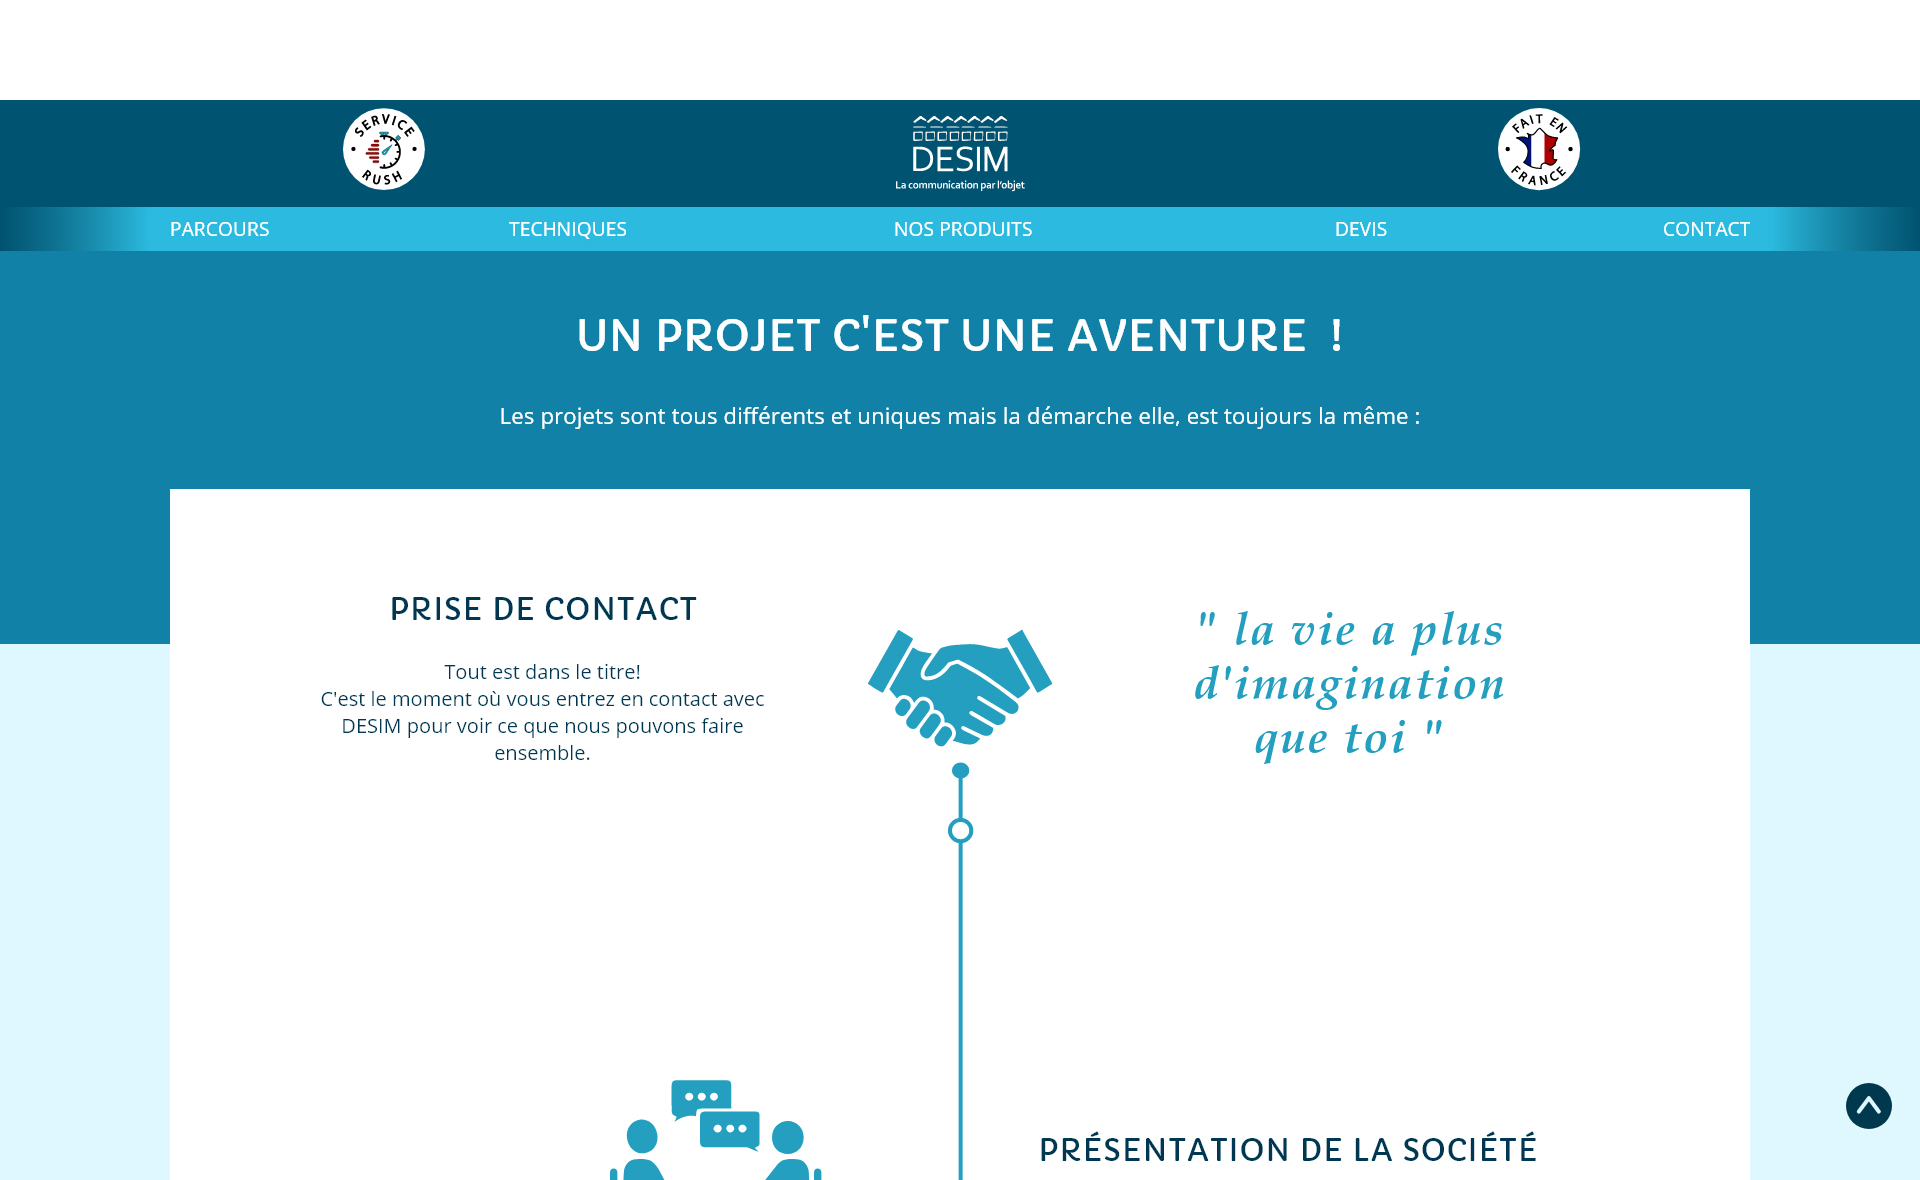 SERVICE
RUSH
DESIM
La communication par l'objet
FAIT EN
FRANCE
PARCOURS
TECHNIQUES
NOS PRODUITS
DEVIS
CONTACT
UN PROJET C'EST UNE AVENTURE  !
Les projets sont tous différents et uniques mais la démarche elle, est toujours la même :
PRISE DE CONTACT
Tout est dans le titre!
C'est le moment où vous entrez en contact avec
DESIM pour voir ce que nous pouvons faire
ensemble.
" la vie a plus
d'imagination
que toi "
PRÉSENTATION DE LA SOCIÉTÉ